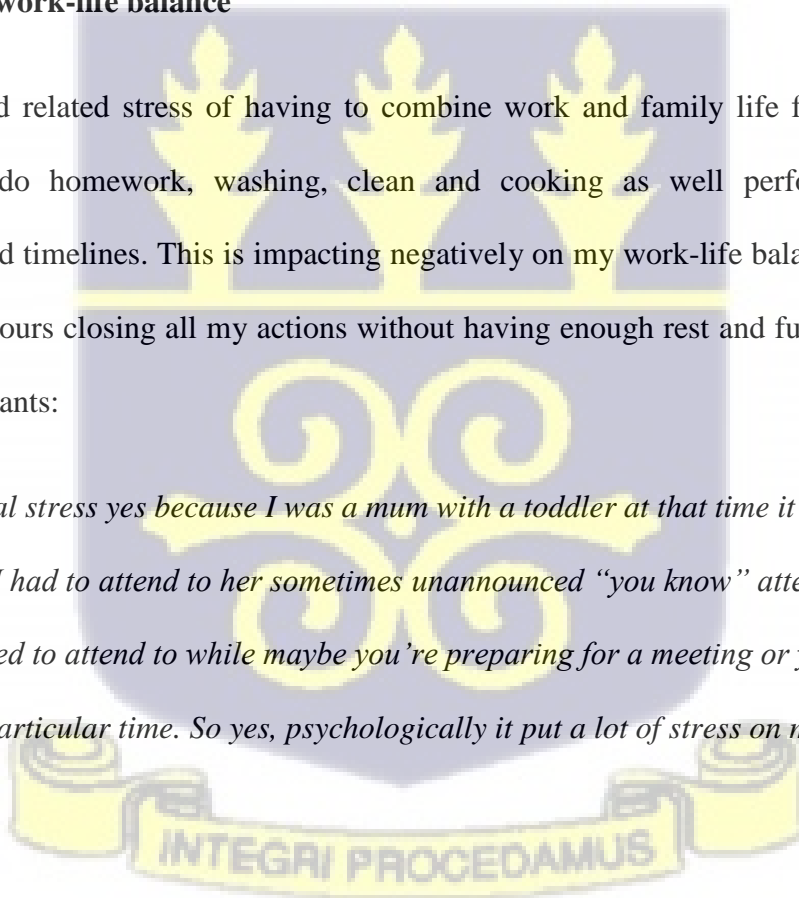 work-life balance
d related stress of having to combine work and family life f
do homework, washing, clean and cooking as well perfo
d timelines. This is impacting negatively on my work-life bala
ours closing all my actions without having enough rest and fu
ants:
al stress yes because I was a mum with a toddler at that time it
I had to attend to her sometimes unannounced “you know” atte
ed to attend to while maybe you’re preparing for a meeting or y
articular time. So yes, psychologically it put a lot of stress on m
INTEGRI PROCEDAMUS